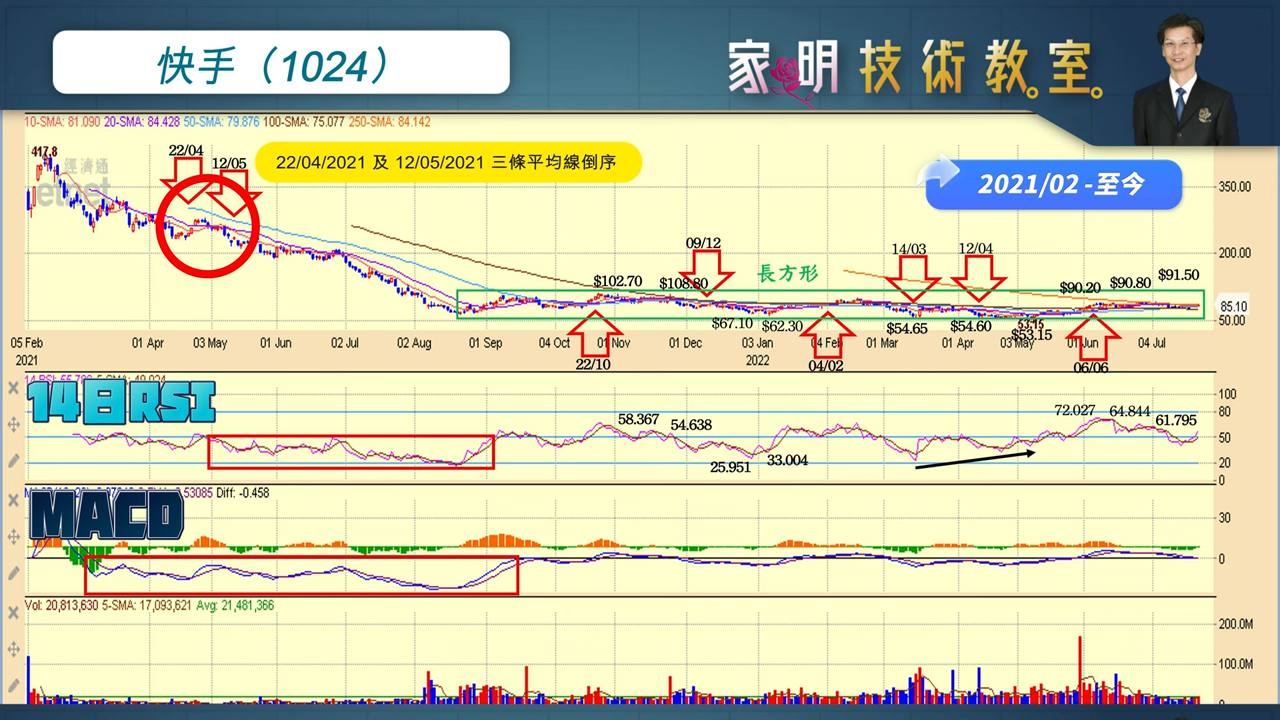 快手（1024）
家明技術教室。
10-SMA: 81.090 20-SMA: 84.428 50-SMA: 79.876 100-SMA: 75.077 250-SMA: 84.142
417.8
22/04
12/05
22/04/2021 及 12/05/2021 三條平均線倒序
2021/02 -至今
經濟通
etnet
350.00
200.00
85.10
50.00
09/12
14/03
12/04
長方形
$102.70
$108.80
$90.20
$90.80
$91.50
$67.10
$62.30
$54.65
$54.60
53.15
$53.15
05 Feb
01 Apr
03 May
01 Jun
02 Jul
02 Aug
01 Sep
04 Oct
01 Nov
01 Dec
03 Jan
04 Feb
01 Mar
01 Apr
03 May
01 Jun
04 Jul
2021
2022
22/10
04/02
06/06
14日RSI
58.367
54.638
25.951
33.004
72.027
64.844
61.795
100
80
50
20
0
MACD
53085 Diff: -0.458
30
0
Vol: 20,813,630 5-SMA: 17,093,621 Avg: 21,481,366
200.0M
100.0M
0